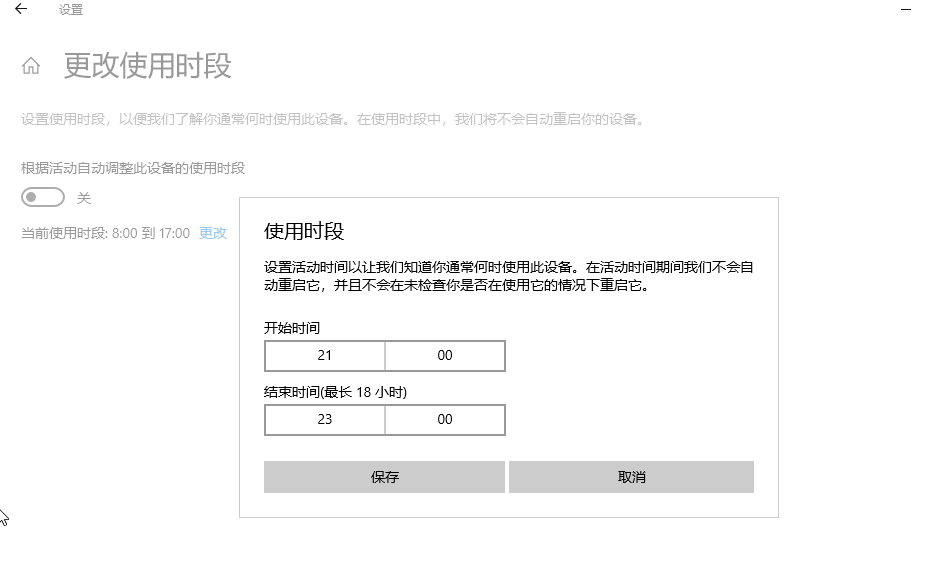 设置
更改使用时段
设置使用时段，以便我们了解你通常何时使用此设备。在使用时段中，我们将不会自动重启你的设备。
根据活动自动调整此设备的使用时段
关
当前使用时段: 8:00 到 17:00 更改
使用时段
设置活动时间以让我们知道你通常何时使用此设备。在活动时间期间我们不会自
动重启它，并且不会在未检查你是否在使用它的情况下重启它。
开始时间
21 00
结束时间(最长 18 小时)
23 00
保存 取消